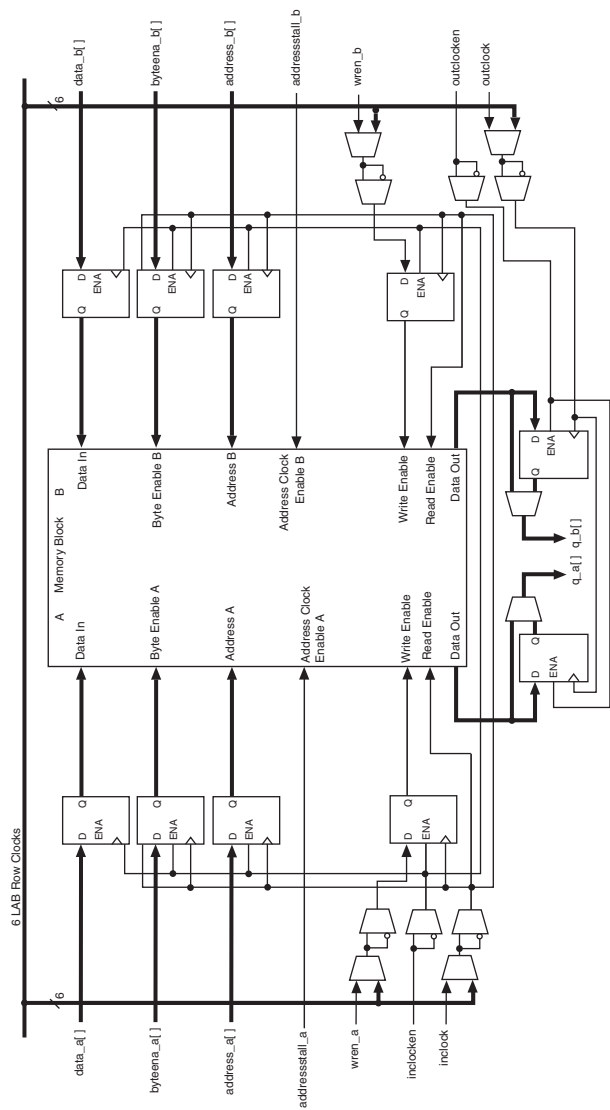 6 LAB Row Clocks
6
6
data_a[ ]
byteena_a[ ]
address_a[ ]
addressstall_a
wren_a
inclocken
inclock
data_b[ ]
byteena_b[ ]
address_b[ ]
addressstall_b
wren_b
outclocken
outclock
D Q
ENA
D Q
ENA
D Q
ENA
D Q
ENA
A Memory Block B
Data In
Byte Enable A
Address A
Address Clock
Enable A
Write Enable
Read Enable
Data Out
Data In
Byte Enable B
Address B
Address Clock
Enable B
Write Enable
Read Enable
Data Out
Q D
ENA
Q D
ENA
Q D
ENA
Q D
ENA
D Q
ENA
Q D
ENA
q_a[ ] q_b[ ]